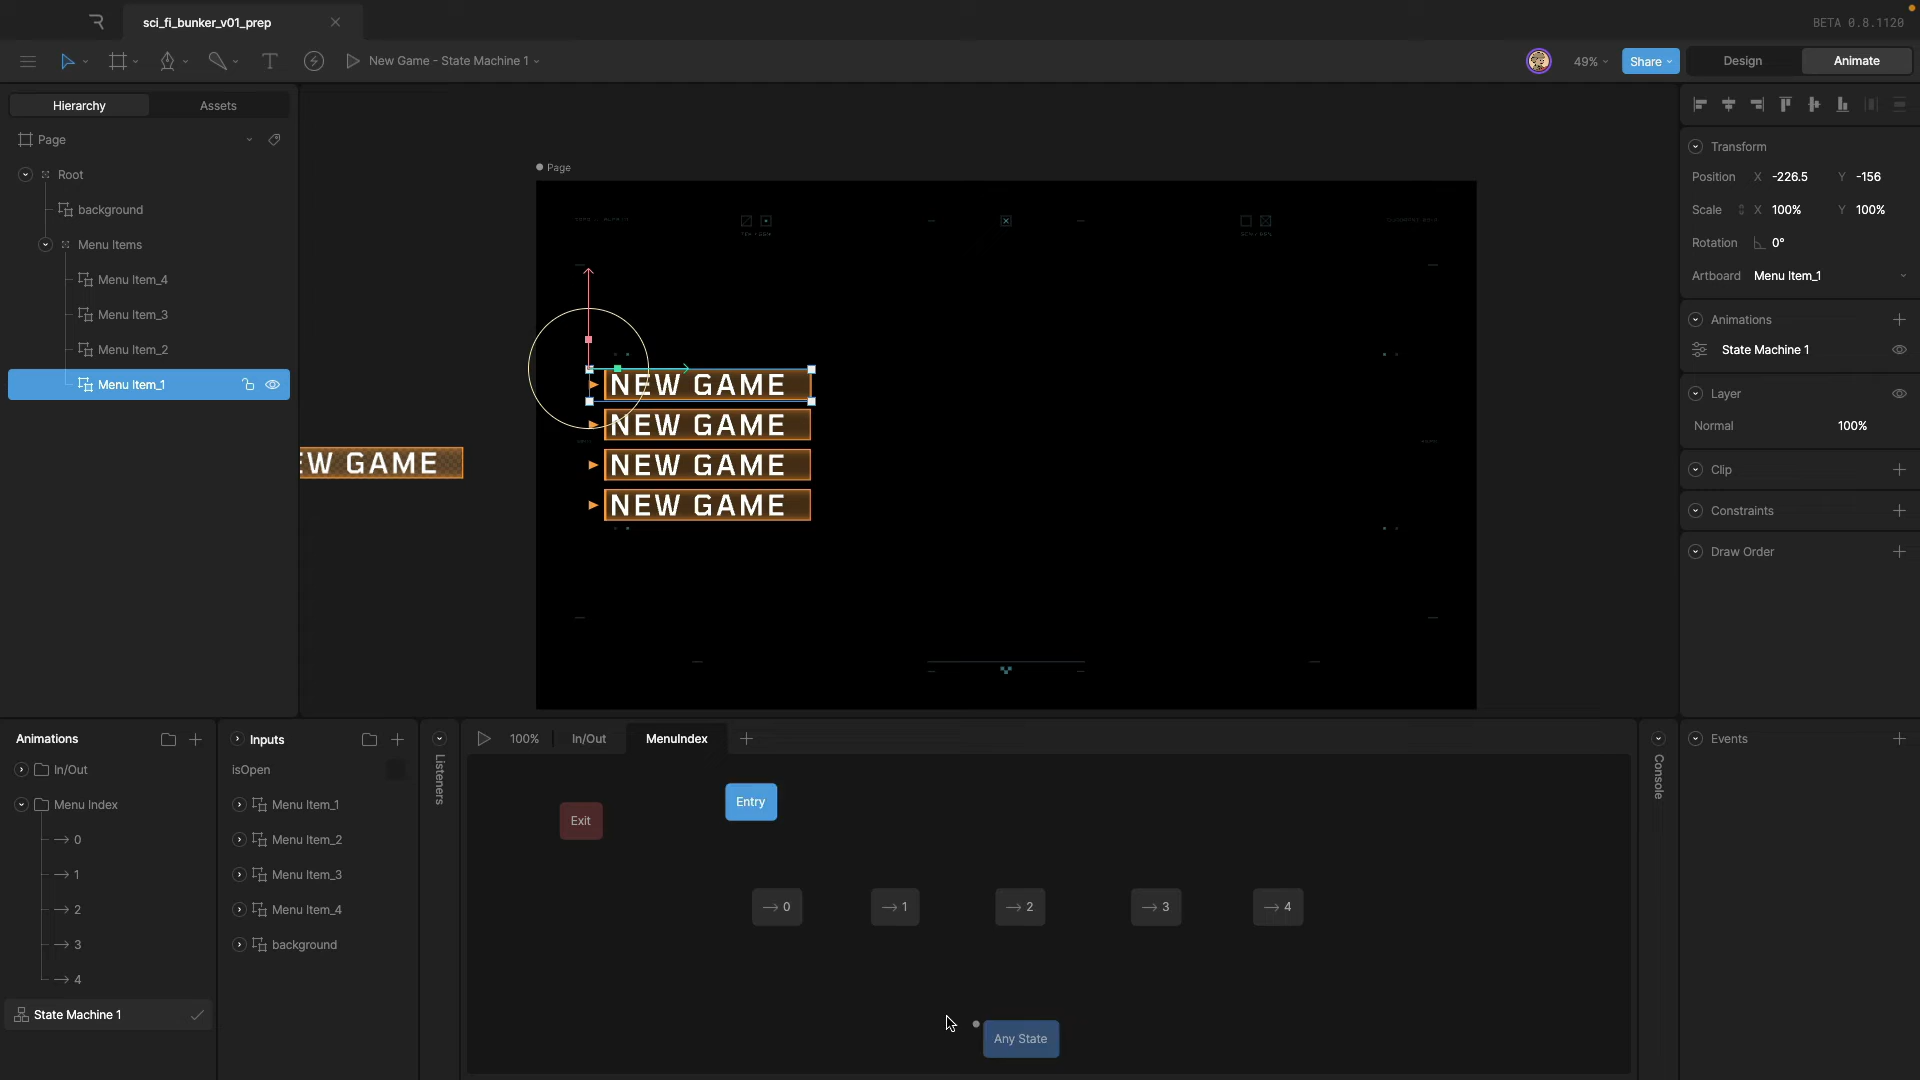 sci_fi_bunker_v01_prep
BETA 0.8.1120
New Game - State Machine 1
49%
Share
Design
Animate
Hierarchy
Assets
Page
Root
background
Menu Items
Menu Item_4
Menu Item_3
Menu Item_2
Menu Item_1
Page
NEW GAME
NEW GAME
NEW GAME
NEW GAME
EW GAME
Transform
Position X -226.5 Y -156
Scale X 100% Y 100%
Rotation 0°
Artboard Menu Item_1
Animations
State Machine 1
Layer
Normal 100%
Clip
Constraints
Draw Order
Events
Animations
In/Out
Menu Index
0
1
2
3
4
State Machine 1
Inputs
isOpen
Menu Item_1
Menu Item_2
Menu Item_3
Menu Item_4
background
Listeners
100%
In/Out
MenuIndex
Exit
Entry
0
1
2
3
4
Any State
Console